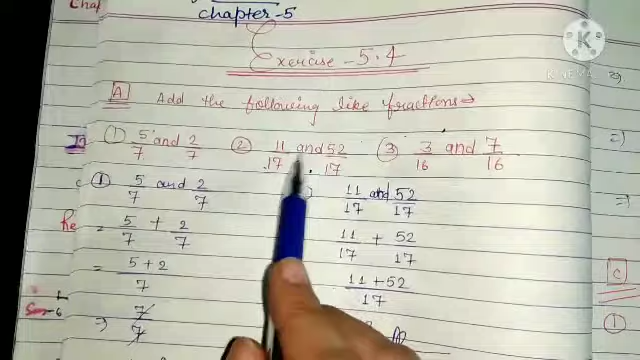 chapter-5
Exercise - 5.4
A Add the following like fractions →
① 5/7 and 2/7 ② 11/17 and 52/17 ③ 3/16 and 7/16
① 5/7 and 2/7
= 5/7 + 2/7
= 5+2/7
⇒ 7/7
11/17 and 52/17
11/17 + 52/17
11+52/17
C
①
K